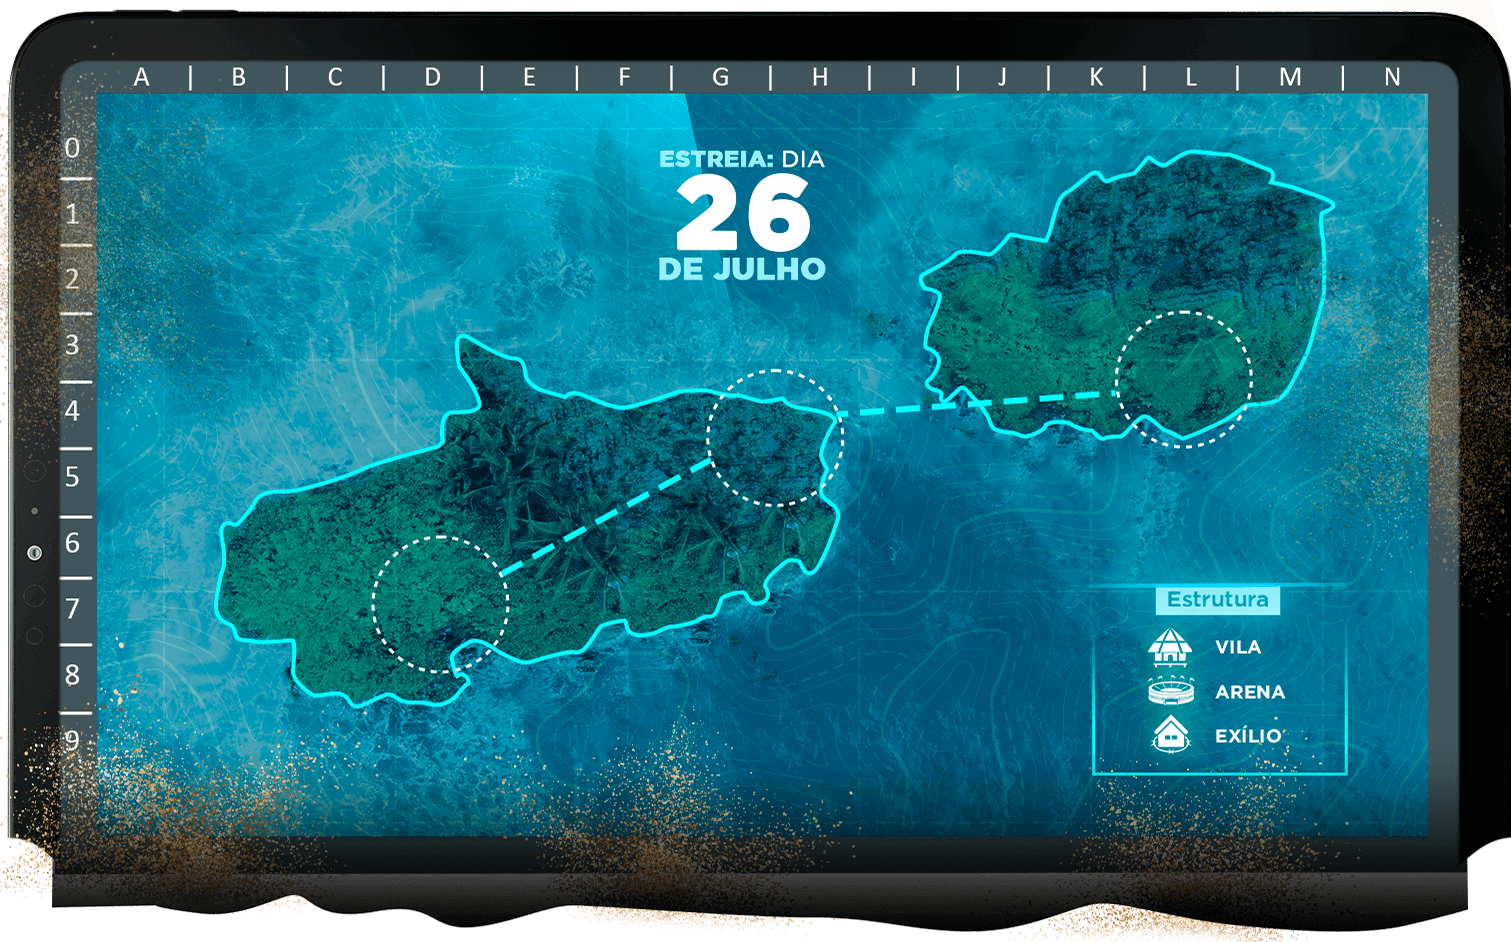 A | B | C | D | E | F | G | H | I | J | K | L | M | N
0
1
2
3
4
5
6
7
8
9
ESTREIA: DIA
26
DE JULHO
Estrutura
VILA
ARENA
EXÍLIO